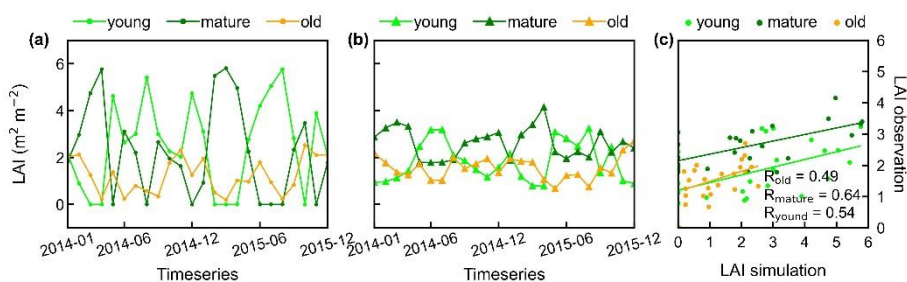 young mature old
(a)
6
4
2
0
LAI (m² m⁻²)
2014-01 2014-06 2014-12 2015-06 2015-12
Timeseries
young mature old
(b)
2014-01 2014-06 2014-12 2015-06 2015-12
Timeseries
young mature old
(c)
6
5
4
3
2
1
0
LAI observation
R_old = 0.49
R_mature = 0.64
R_yound = 0.54
0 1 2 3 4 5 6
LAI simulation